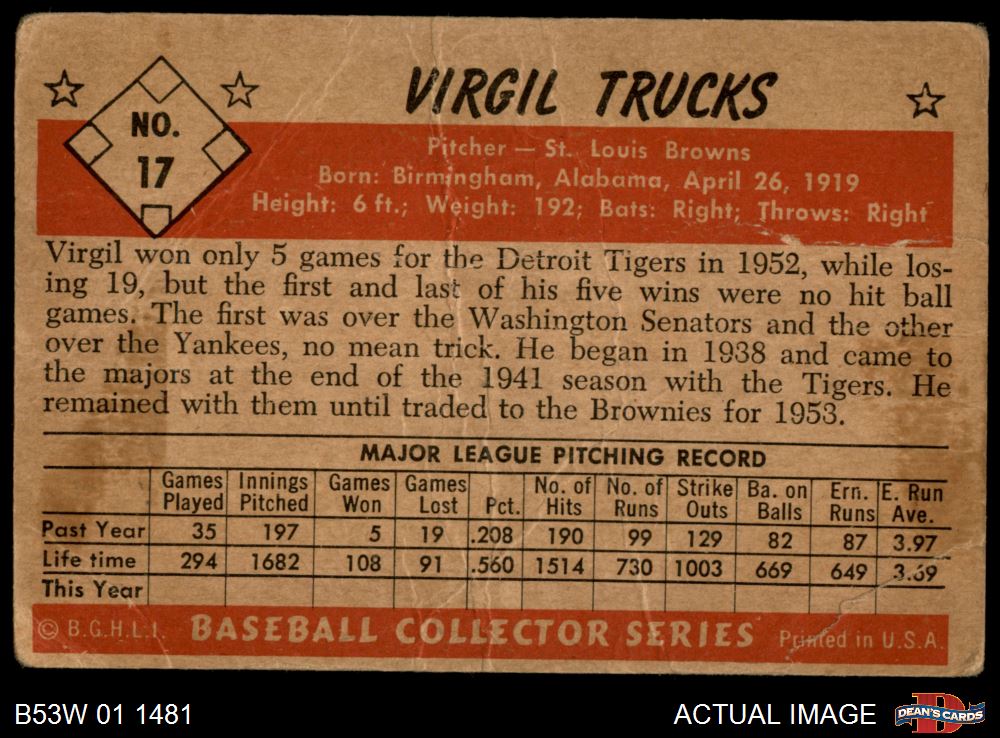 NO.
17
VIRGIL TRUCKS
Pitcher — St. Louis Browns
Born: Birmingham, Alabama, April 26, 1919
Height: 6 ft.; Weight: 192; Bats: Right; Throws: Right
Virgil won only 5 games for the Detroit Tigers in 1952, while los-
ing 19, but the first and last of his five wins were no hit ball
games. The first was over the Washington Senators and the other
over the Yankees, no mean trick. He began in 1938 and came to
the majors at the end of the 1941 season with the Tigers. He
remained with them until traded to the Brownies for 1953.
MAJOR LEAGUE PITCHING RECORD
Games Played Innings Pitched Games Won Games Lost Pct. No. of Hits No. of Runs Strike Outs Ba. on Balls Ern. Runs E. Run Ave.
Past Year 35 197 5 19 .208 190 99 129 82 87 3.97
Life time 294 1682 108 91 .560 1514 730 1003 669 649 3.69
This Year
© B.G.H.L.I. BASEBALL COLLECTOR SERIES Printed in U.S.A.
B53W 01 1481
ACTUAL IMAGE
DEAN'S CARDS